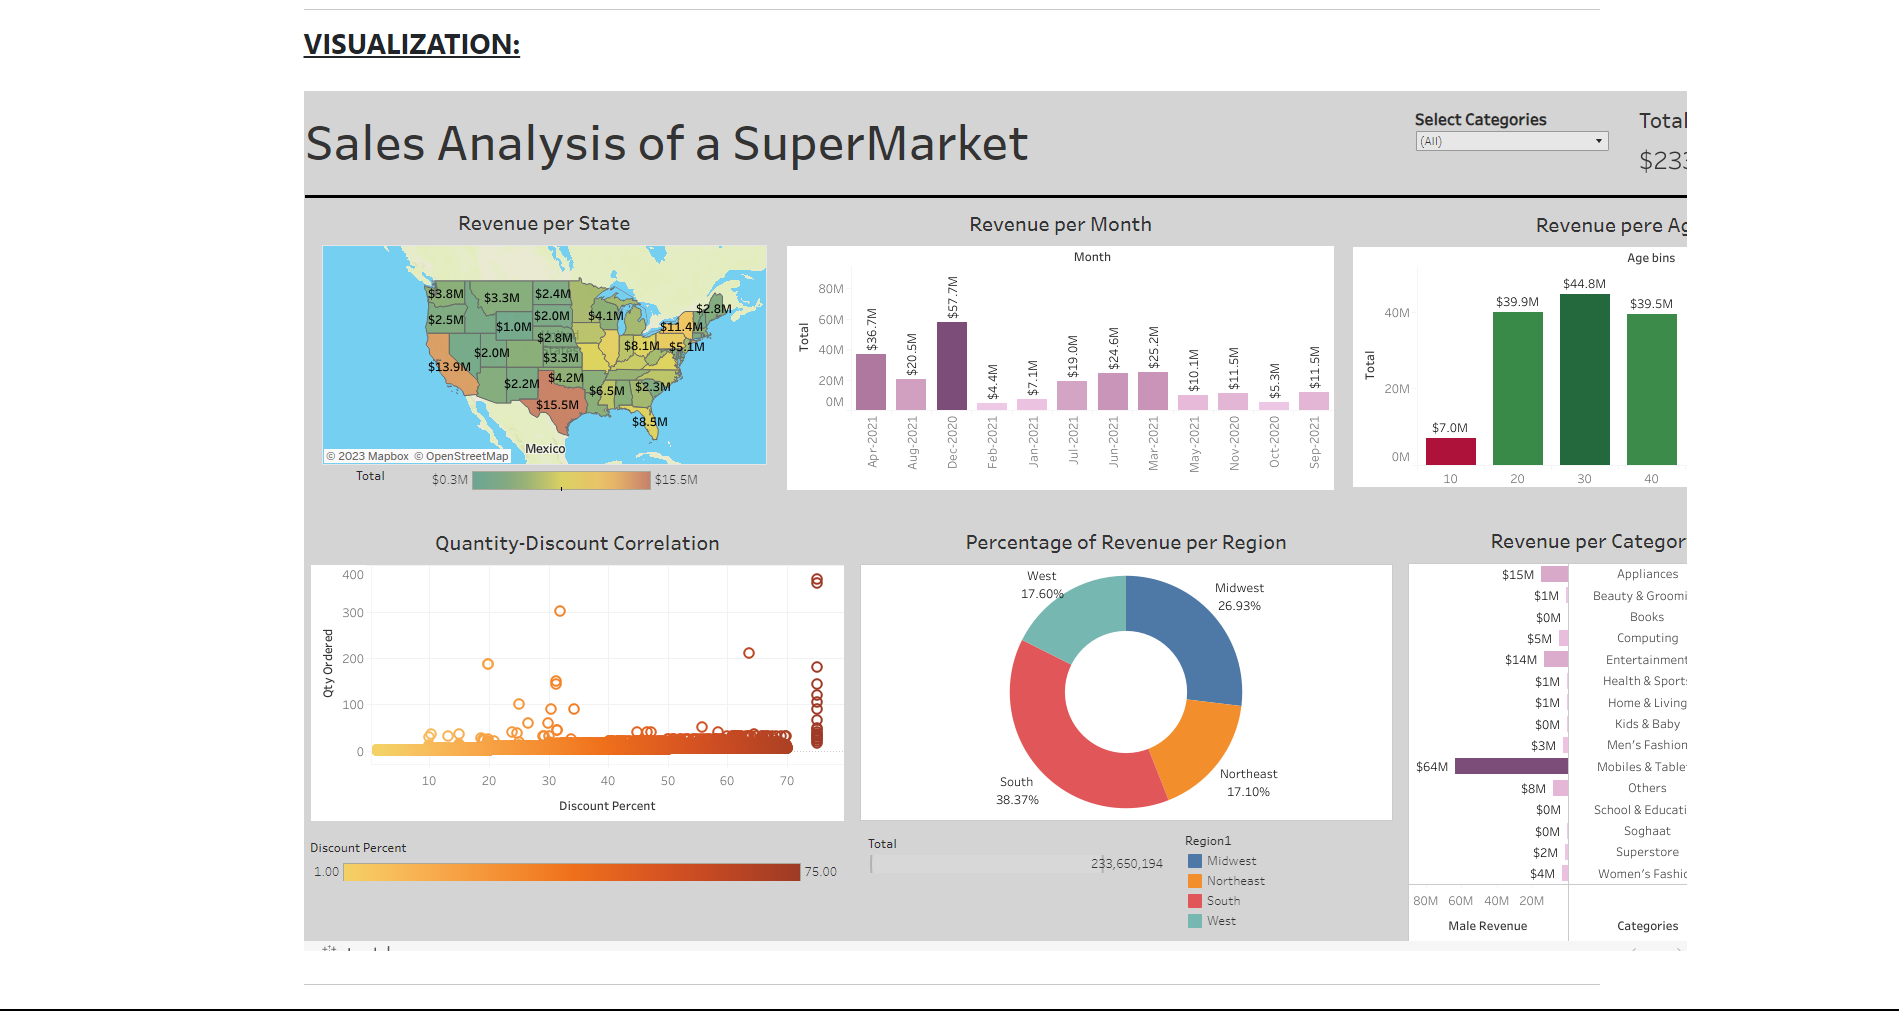 VISUALIZATION:
Sales Analysis of a SuperMarket
Select Categories
(All)
Total
$233
Revenue per State
$3.8M
$3.3M
$2.4M
$2.8M
$2.5M
$1.0M
$2.0M
$4.1M
$11.4M
$2.0M
$2.8M
$8.1M
$5.1M
$13.9M
$3.3M
$2.2M
$4.2M
$6.5M
$2.3M
$15.5M
$8.5M
Mexico
© 2023 Mapbox © OpenStreetMap
Total
$0.3M
$15.5M
Revenue per Month
Month
Total
80M
60M
40M
20M
0M
$36.7M
$20.5M
$57.7M
$4.4M
$7.1M
$19.0M
$24.6M
$25.2M
$10.1M
$11.5M
$5.3M
$11.5M
Apr-2021
Aug-2021
Dec-2020
Feb-2021
Jan-2021
Jul-2021
Jun-2021
Mar-2021
May-2021
Nov-2020
Oct-2020
Sep-2021
Revenue pere Ag
Age bins
Total
40M
20M
0M
$7.0M
$39.9M
$44.8M
$39.5M
10
20
30
40
Quantity-Discount Correlation
Qty Ordered
400
300
200
100
0
10
20
30
40
50
60
70
Discount Percent
Discount Percent
1.00
75.00
Percentage of Revenue per Region
West
17.60%
Midwest
26.93%
South
38.37%
Northeast
17.10%
Total
233,650,194
Region1
Midwest
Northeast
South
West
Revenue per Categor
$15M Appliances
$1M Beauty & Groomi
$0M Books
$5M Computing
$14M Entertainment
$1M Health & Sports
$1M Home & Living
$0M Kids & Baby
$3M Men's Fashion
$64M Mobiles & Table
$8M Others
$0M School & Educati
$0M Soghaat
$2M Superstore
$4M Women's Fashio
80M 60M 40M 20M
Male Revenue
Categories